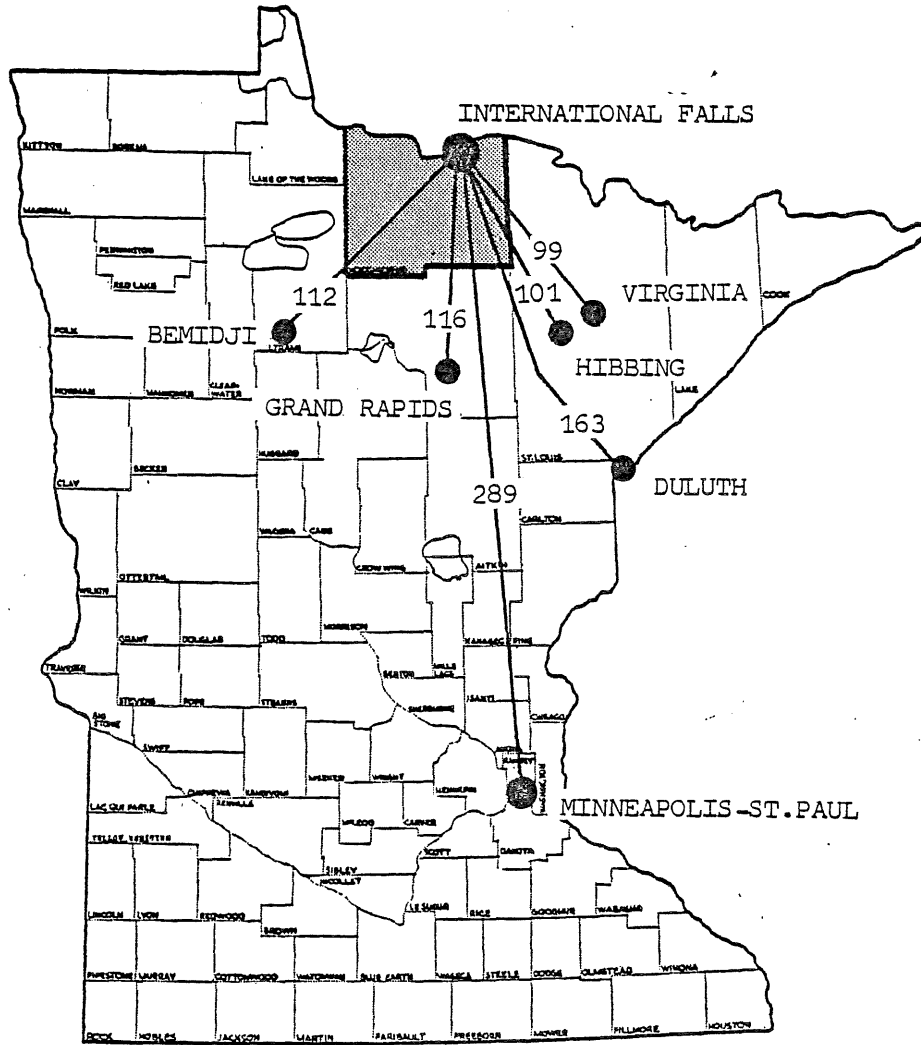 INTERNATIONAL FALLS
KITTSON
ROSEAU
LAKE OF THE WOODS
MARSHALL
PENNINGTON
RED LAKE
99
112
101
VIRGINIA
COOK
116
BEMIDJI
POLK
HIBBING
CLEAR-
WATER
LAKE
NORMAN
MAHNOMEN
GRAND RAPIDS
163
HUBBARD
ST. LOUIS
BECKER
CLAY
289
DULUTH
CARLTON
WADENA
CASS
CROW WING
AITKIN
OTTERTAIL
WILKIN
MORRISON
GRANT
DOUGLAS
TODD
KANABEC
PINE
TRAVERSE
BENTON
MILLE
LACS
STEVENS
POPE
STEARNS
ISANTI
SHERBURNE
CHISAGO
BIG
STONE
SWIFT
ANOKA
RAMSEY
MEEKER
WRIGHT
WASHINGTON
CHIPPEWA
KANDIYOHI
HENNEPIN
LAC QUI PARLE
RENVILLE
MINNEAPOLIS-ST.PAUL
MCLEOD
CARVER
SCOTT
DAKOTA
SIBLEY
NICOLLET
LE SUEUR
LINCOLN
LYON
REDWOOD
RICE
GOODHUE
WABASHA
BROWN
PIPESTONE
MURRAY
COTTONWOOD
WATONWAN
BLUE EARTH
WASECA
STEELE
DODGE
OLMSTEAD
WINONA
ROCK
NOBLES
JACKSON
MARTIN
FARIBAULT
FREEBORN
MOWER
FILLMORE
HOUSTON